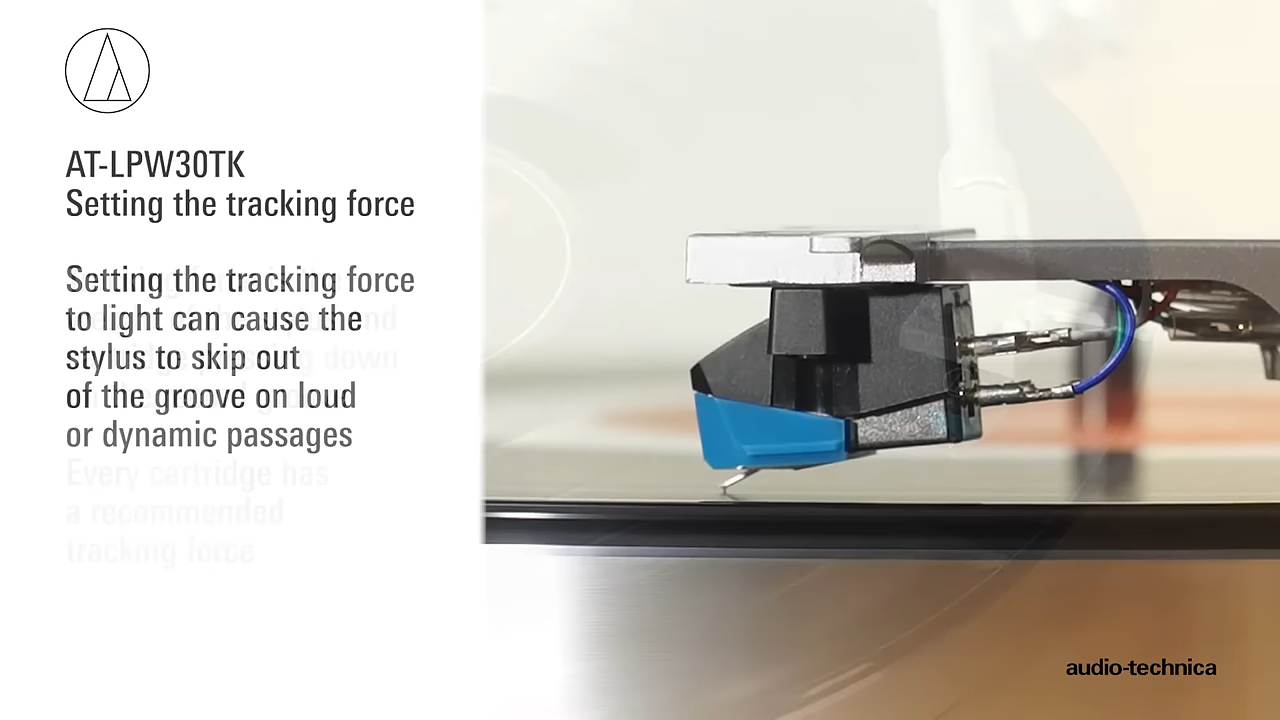 AT-LPW30TK
Setting the tracking force
Setting the tracking force
to light can cause the
stylus to skip out
of the groove on loud
or dynamic passages
Every cartridge has
a recommended
tracking force
audio-technica